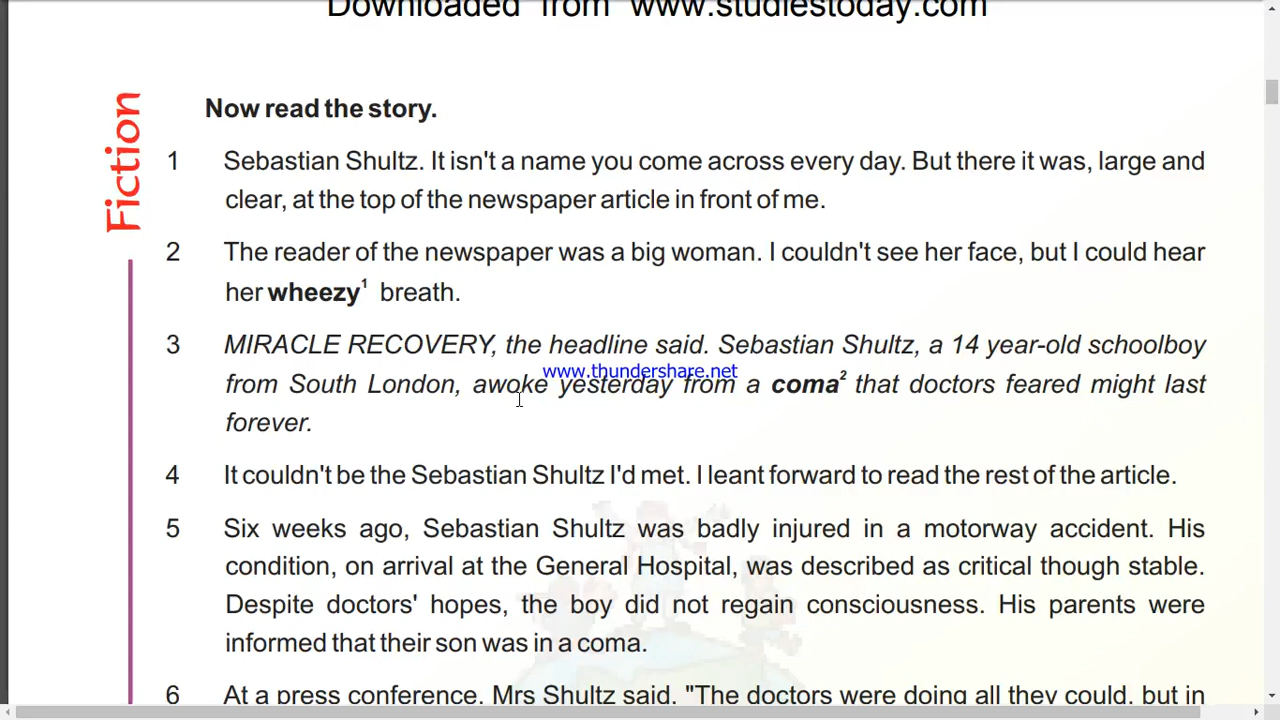 Downloaded from www.studiestoday.com
Fiction
Now read the story.
1 Sebastian Shultz. It isn't a name you come across every day. But there it was, large and
clear, at the top of the newspaper article in front of me.
2 The reader of the newspaper was a big woman. I couldn't see her face, but I could hear
her wheezy1 breath.
3 MIRACLE RECOVERY, the headline said. Sebastian Shultz, a 14 year-old schoolboy
www.thundershare.net
from South London, awoke yesterday from a coma2 that doctors feared might last
forever.
4 It couldn't be the Sebastian Shultz I'd met. I leant forward to read the rest of the article.
5 Six weeks ago, Sebastian Shultz was badly injured in a motorway accident. His
condition, on arrival at the General Hospital, was described as critical though stable.
Despite doctors' hopes, the boy did not regain consciousness. His parents were
informed that their son was in a coma.
6 At a press conference, Mrs Shultz said, "The doctors were doing all they could, but in